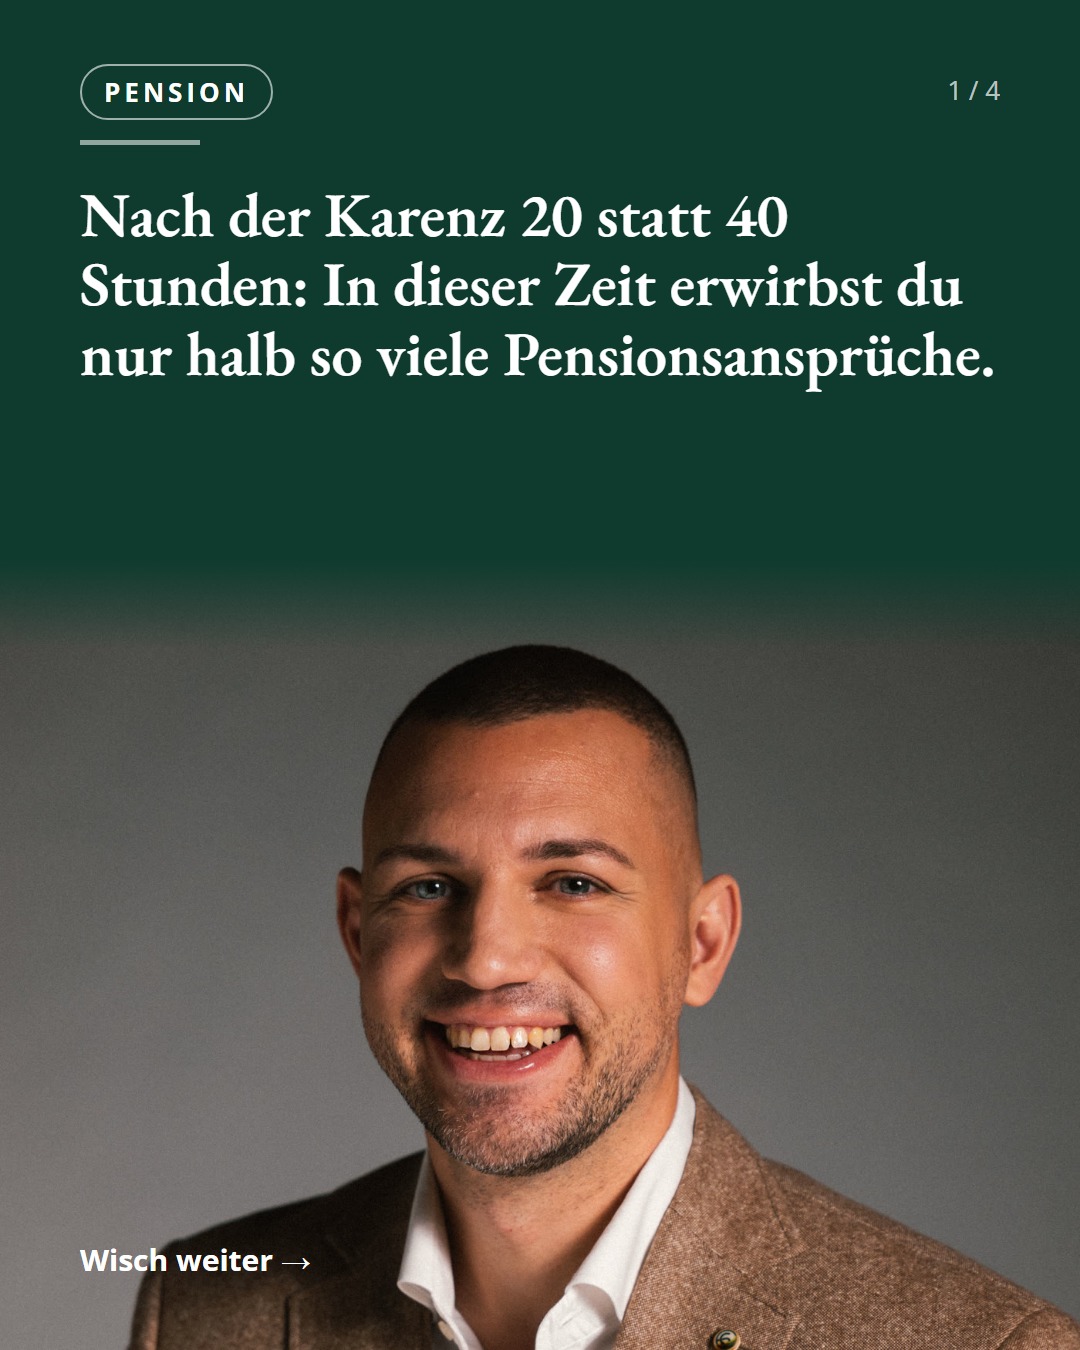 PENSION
1 / 4
Nach der Karenz 20 statt 40
Stunden: In dieser Zeit erwirbst du
nur halb so viele Pensionsansprüche.
Wisch weiter →